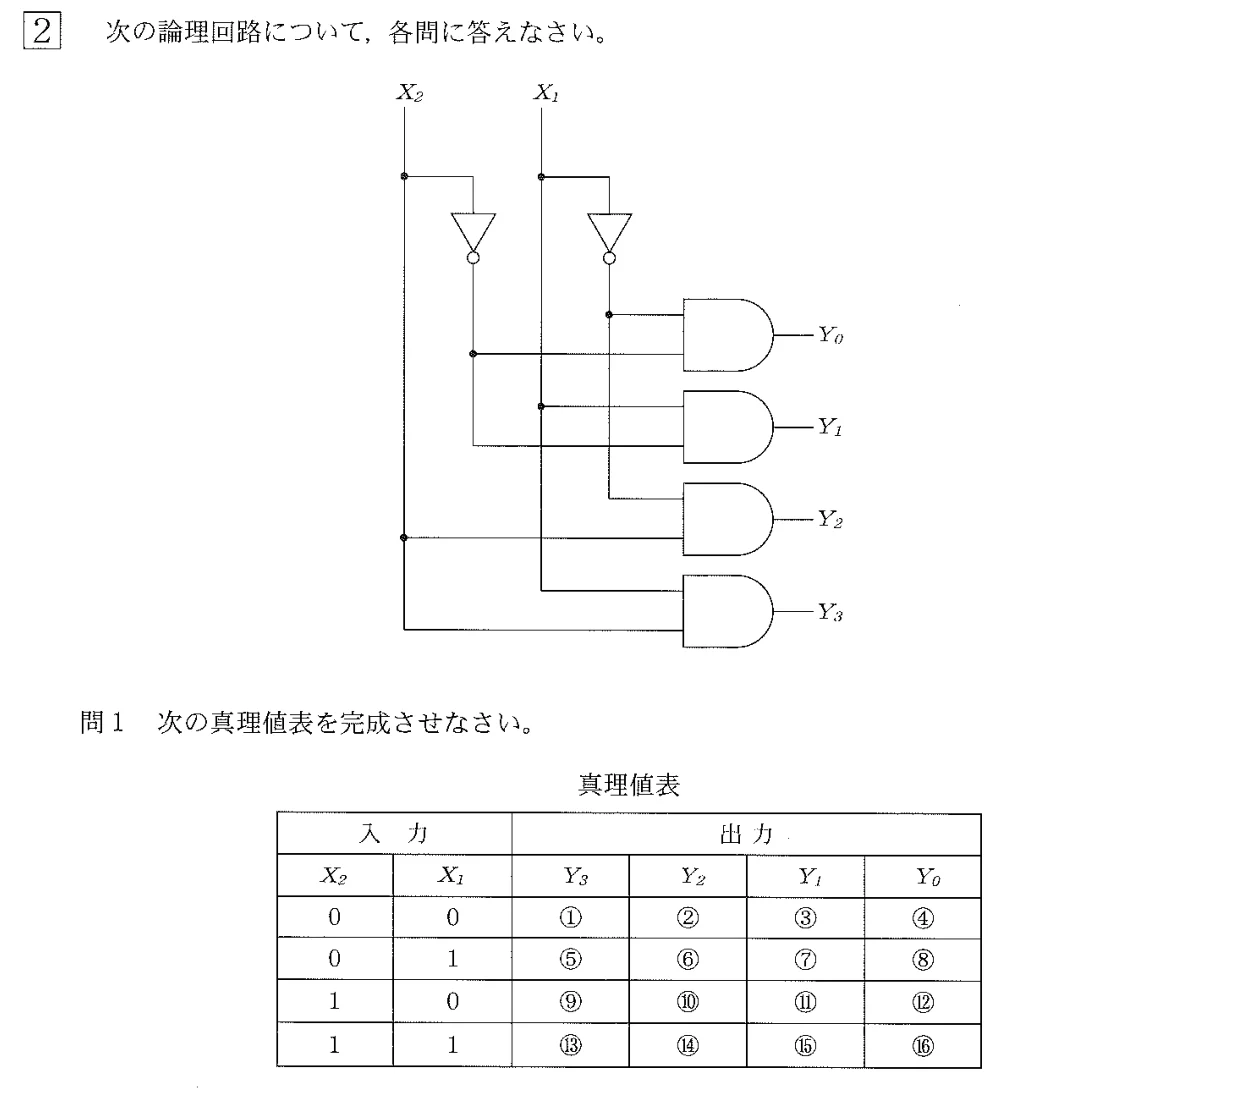 2 次の論理回路について，各問に答えなさい。
X2 X1
Y0
Y1
Y2
Y3
問1 次の真理値表を完成させなさい。
真理値表
入 力 出 力
X2 X1 Y3 Y2 Y1 Y0
0 0 ① ② ③ ④
0 1 ⑤ ⑥ ⑦ ⑧
1 0 ⑨ ⑩ ⑪ ⑫
1 1 ⑬ ⑭ ⑮ ⑯